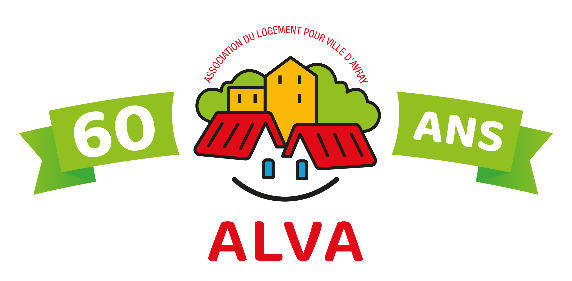 ASSOCIATION DU LOGEMENT POUR VILLE D'AVRAY
60 ANS
ALVA